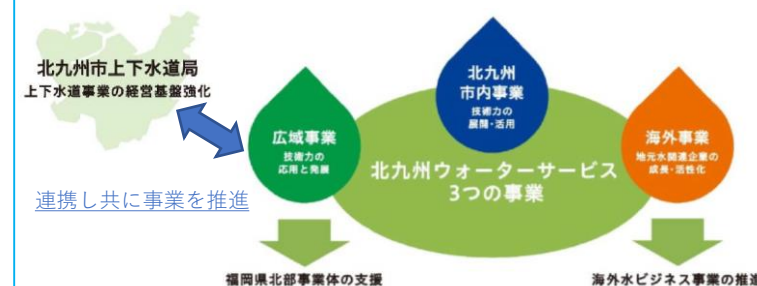 北九州市上下水道局
上下水道事業の経営基盤強化
連携し共に事業を推進
広域事業
技術力の
応用と発展
北九州
市内事業
技術力の
展開・活用
海外事業
地元水関連企業の
成長・活性化
北九州ウォーターサービス
3つの事業
福岡県北部事業体の支援
海外水ビジネス事業の推進